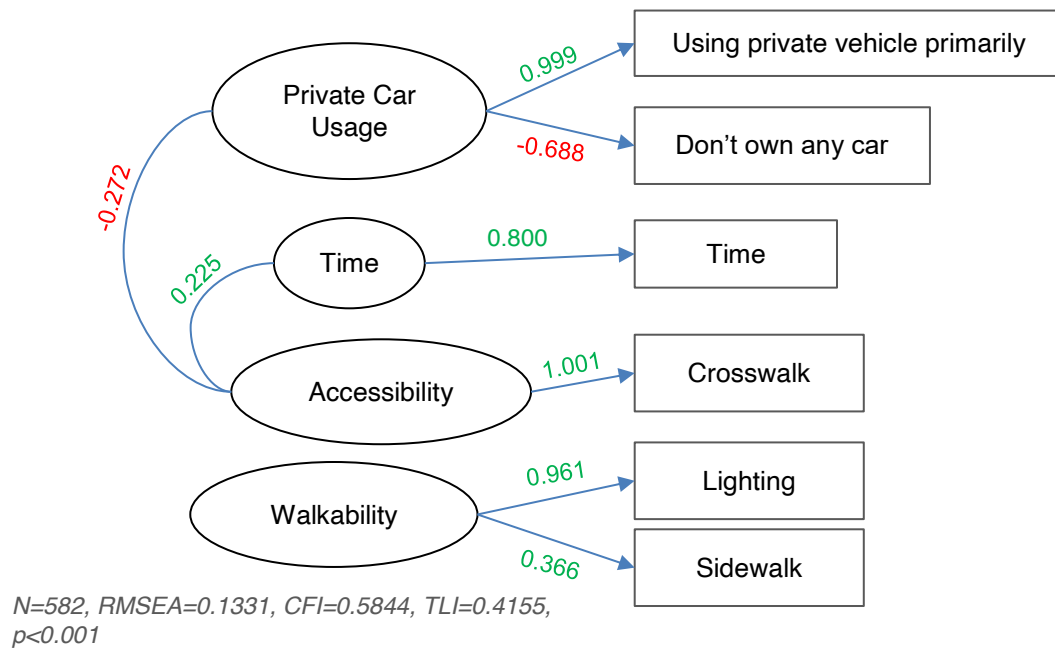 Private Car
Usage
0.999
Using private vehicle primarily
-0.688
Don't own any car
-0.272
Time
0.800
Time
0.225
Accessibility
1.001
Crosswalk
Walkability
0.961
Lighting
0.366
Sidewalk
N=582, RMSEA=0.1331, CFI=0.5844, TLI=0.4155,
p<0.001